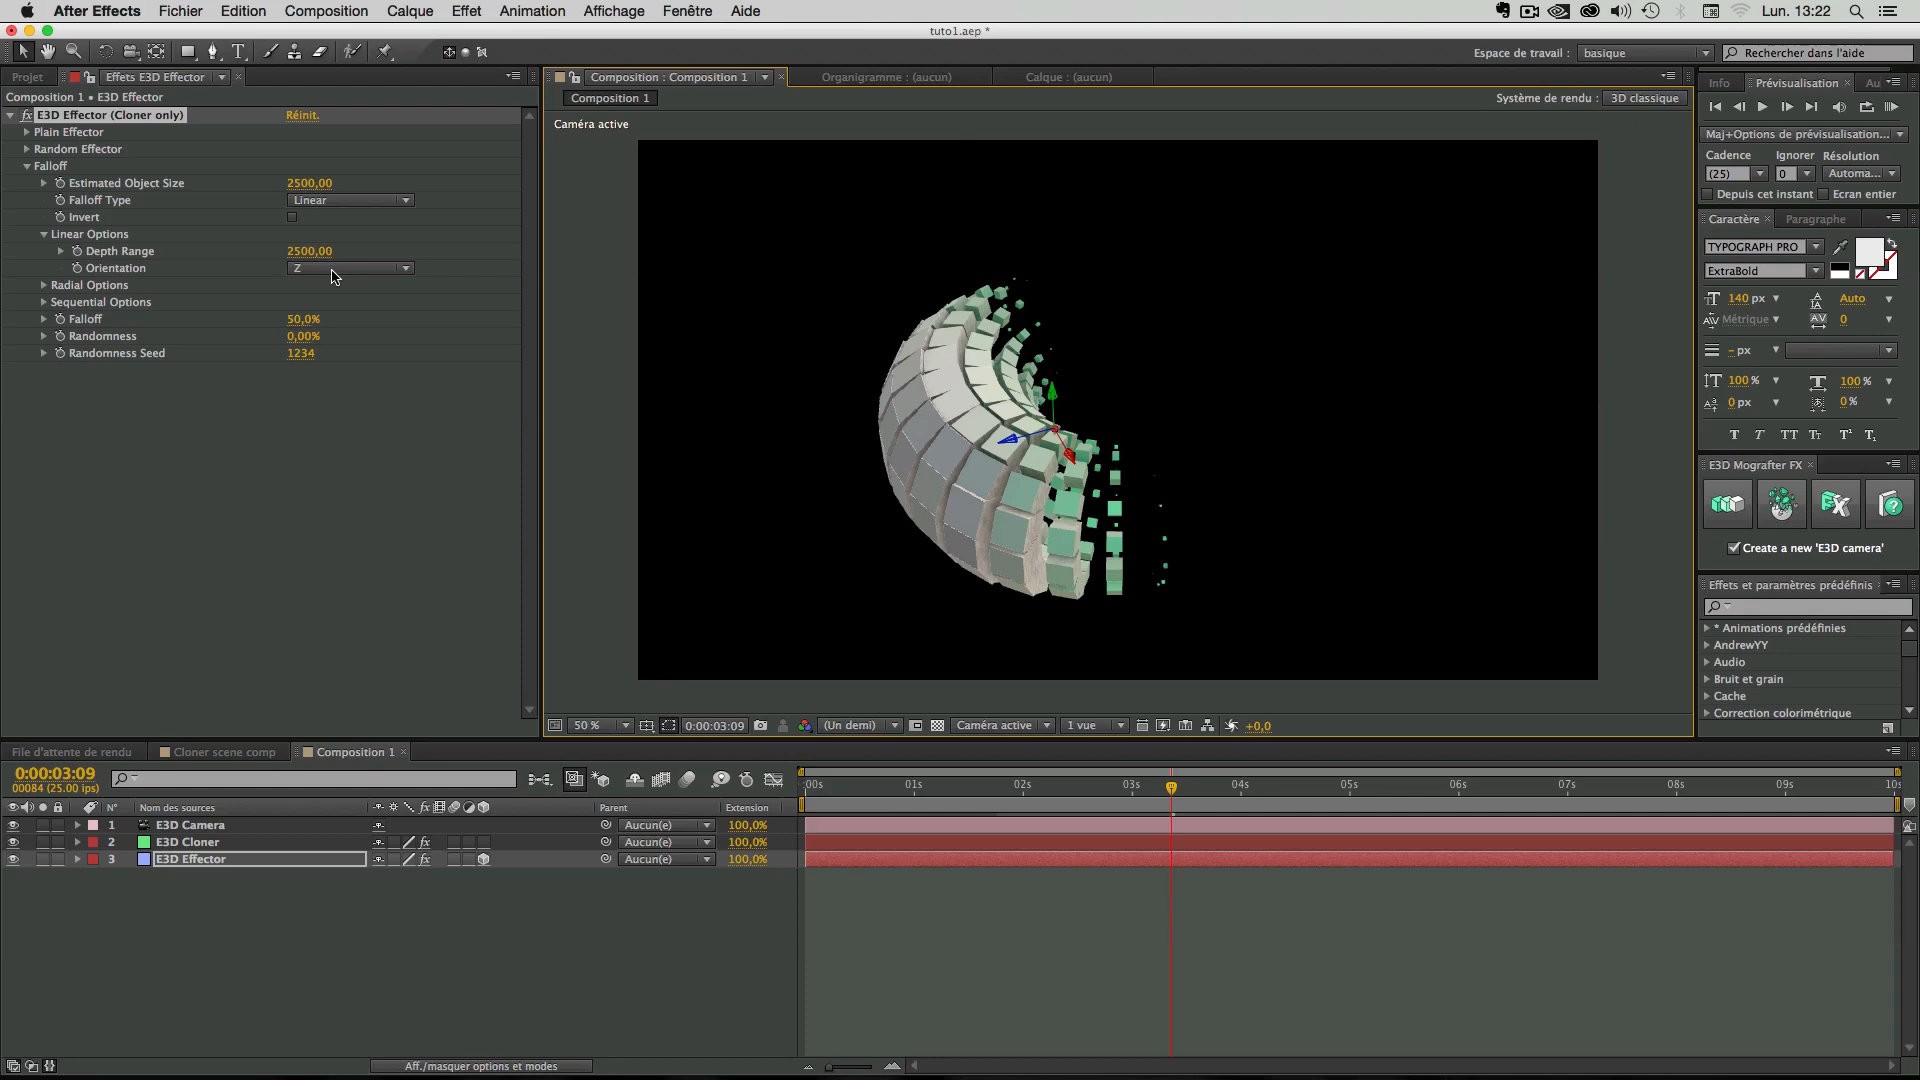 After Effects Fichier Edition Composition Calque Effet Animation Affichage Fenêtre Aide Lun. 13:22
tuto1.aep *
Espace de travail : basique Rechercher dans l'aide
Projet Effets E3D Effector
Composition 1 • E3D Effector
fx E3D Effector (Cloner only) Réinit.
Plain Effector
Random Effector
Falloff
Estimated Object Size 2500,00
Falloff Type Linear
Invert
Linear Options
Depth Range 2500,00
Orientation Z
Radial Options
Sequential Options
Falloff 50,0%
Randomness 0,00%
Randomness Seed 1234
Composition : Composition 1 Organigramme : (aucun) Calque : (aucun)
Composition 1 Système de rendu : 3D classique
Caméra active
50 % 0:00:03:09 (Un demi) Caméra active 1 vue +0,0
Info Prévisualisation Au
Maj+Options de prévisualisation...
Cadence Ignorer Résolution
(25) 0 Automa...
Depuis cet instant Ecran entier
Caractère Paragraphe
TYPOGRAPH PRO
ExtraBold
140 px Auto
Métrique 0
- px
100 % 100 %
0 px 0 %
T T TT Tt T¹ T₁
E3D Mografter FX
Create a new 'E3D camera'
Effets et paramètres prédéfinis
* Animations prédéfinies
AndrewYY
Audio
Bruit et grain
Cache
Correction colorimétrique
File d'attente de rendu Cloner scene comp Composition 1
0:00:03:09
00084 (25.00 ips)
:00s 01s 02s 03s 04s 05s 06s 07s 08s 09s 10s
N° Nom des sources fx Parent Extension
1 E3D Camera Aucun(e) 100,0%
2 E3D Cloner fx Aucun(e) 100,0%
3 E3D Effector fx Aucun(e) 100,0%
Aff./masquer options et modes